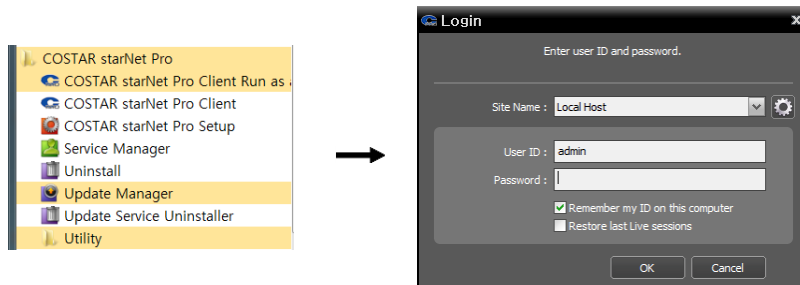 COSTAR starNet Pro
COSTAR starNet Pro Client Run as
COSTAR starNet Pro Client
COSTAR starNet Pro Setup
Service Manager
Uninstall
Update Manager
Update Service Uninstaller
Utility
Login
Enter user ID and password.
Site Name : Local Host
User ID : admin
Password :
Remember my ID on this computer
Restore last Live sessions
OK Cancel